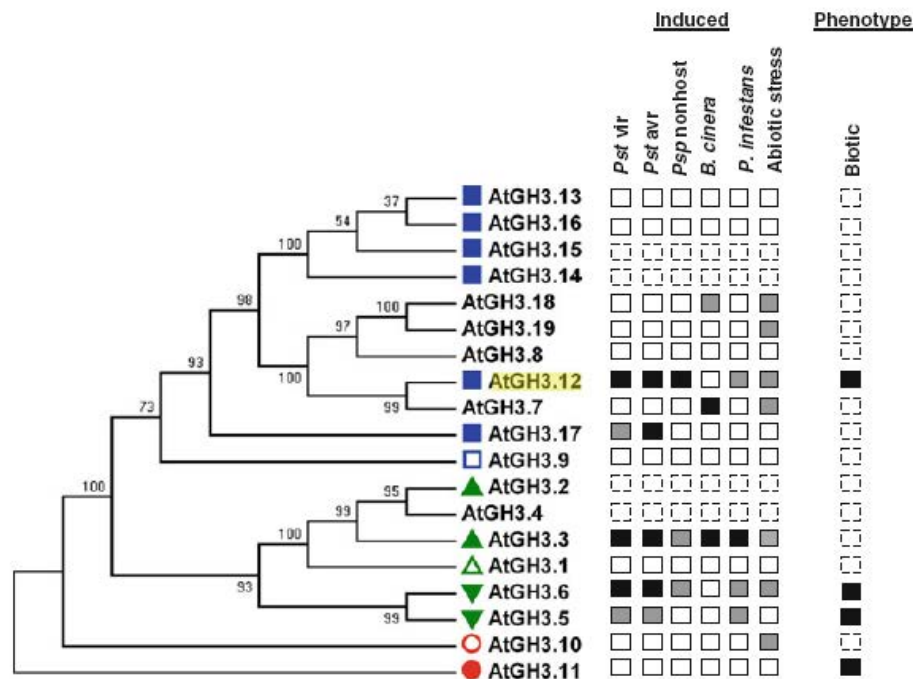 Induced Phenotype
Pst vir
Pst avr
Psp nonhost
B. cinera
P. infestans
Abiotic stress
Biotic
AtGH3.13
37
AtGH3.16
54
AtGH3.15
100
AtGH3.14
98
AtGH3.18
100
97
AtGH3.19
AtGH3.8
93
100
AtGH3.12
99
AtGH3.7
73
AtGH3.17
AtGH3.9
100
AtGH3.2
95
AtGH3.4
99
AtGH3.3
100
AtGH3.1
93
AtGH3.6
99
AtGH3.5
AtGH3.10
AtGH3.11